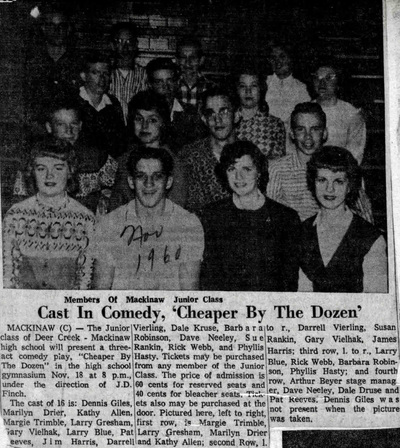 Nov
1960
Members Of Mackinaw Junior Class
Cast In Comedy, 'Cheaper By The Dozen'
MACKINAW (C) — The Junior
class of Deer Creek - Mackinaw
high school will present a three-
act comedy play, "Cheaper By
The Dozen" in the high school
gymnasium Nov. 18 at 8 p.m.,
under the direction of J.D.
Finch.
The cast of 16 is: Dennis Giles,
Marilyn Drier, Kathy Allen,
Margie Trimble, Larry Gresham,
Gary Vielhak, Larry Blue, Pat
Reeves, Jim Harris, Darrell
Vierling, Dale Kruse, Barbara
Robinson, Dave Neeley, Sue
Rankin, Rick Webb, and Phyllis
Hasty. Tickets may be purchased
from any member of the Junior
Class. The price of admission is
60 cents for reserved seats and
40 cents for bleacher seats. Tick-
ets also may be purchased at the
door. Pictured here, left to right,
first row, is Margie Trimble,
Larry Gresham, Marilyn Drier
and Kathy Allen; second Row, l.
to r., Darrell Vierling, Susan
Rankin, Gary Vielhak, James
Harris; third row, l. to r., Larry
Blue, Rick Webb, Barbara Robin-
son, Phyllis Hasty; and fourth
row, Arthur Beyer stage manag-
er, Dave Neeley, Dale Druse and
Pat Reeves, Dennis Giles was
not present when the picture
was taken.